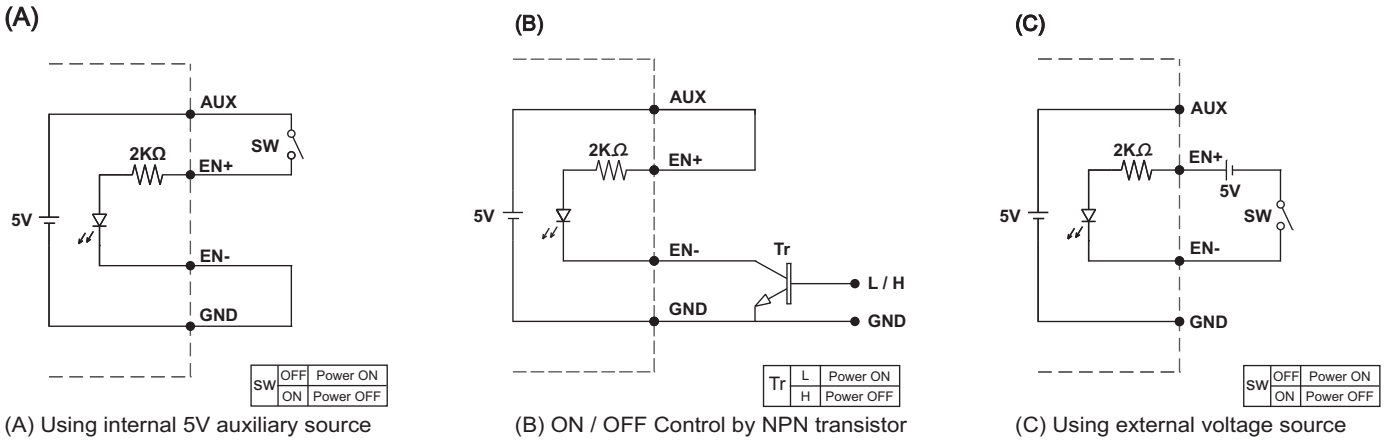 (A)
AUX
SW
2KΩ
EN+
5V
EN-
GND
SW
OFF Power ON
ON Power OFF
(A) Using internal 5V auxiliary source
(B)
AUX
2KΩ
EN+
5V
EN-
Tr
L / H
GND
GND
Tr
L Power ON
H Power OFF
(B) ON / OFF Control by NPN transistor
(C)
AUX
2KΩ
EN+
5V
5V
SW
EN-
GND
SW
OFF Power ON
ON Power OFF
(C) Using external voltage source